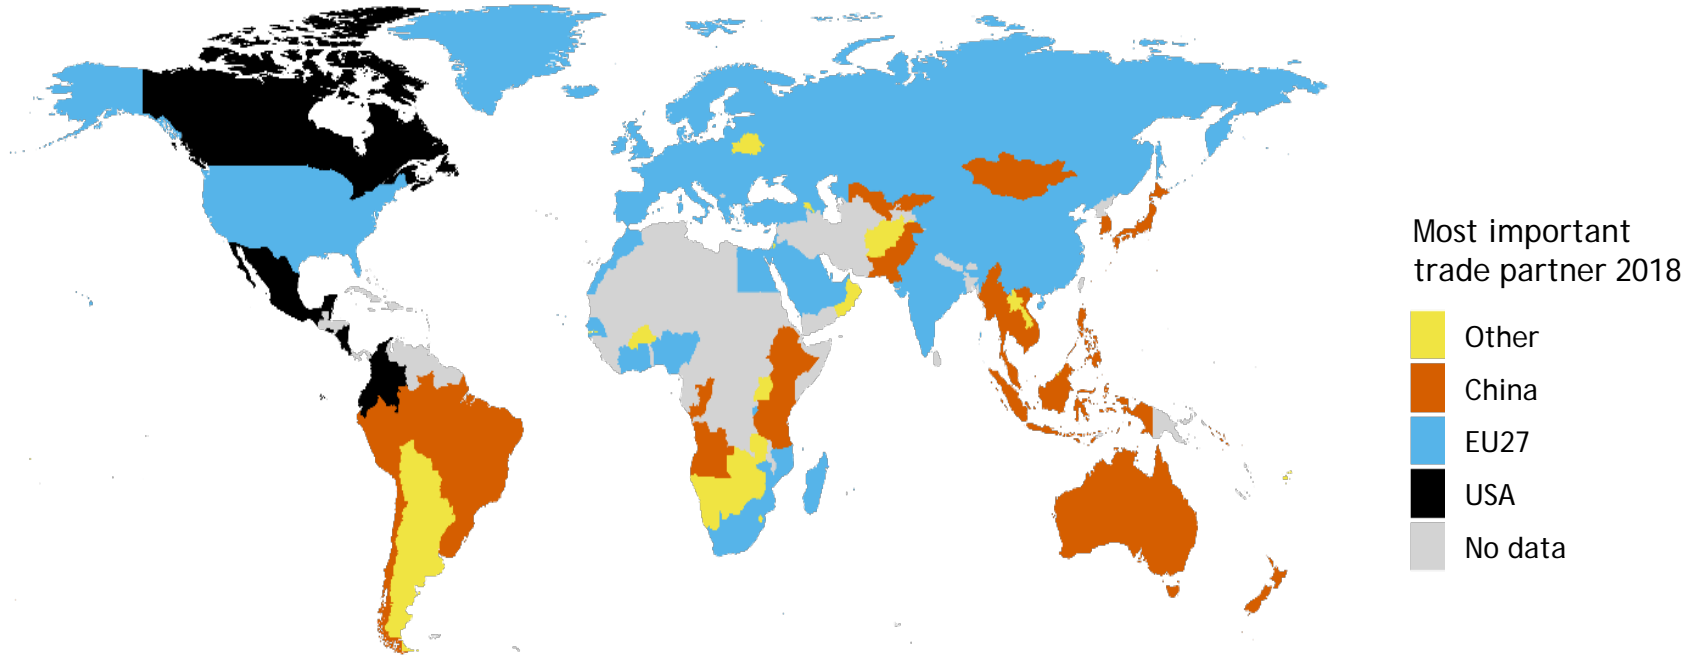 Most important
trade partner 2018
Other
China
EU27
USA
No data